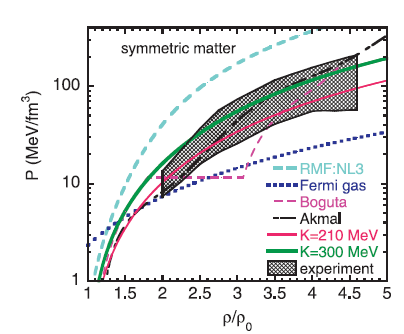 symmetric matter
P (MeV/fm³)
100
10
1
RMF:NL3
Fermi gas
Boguta
Akmal
K=210 MeV
K=300 MeV
experiment
1 1.5 2 2.5 3 3.5 4 4.5 5
ρ/ρ₀